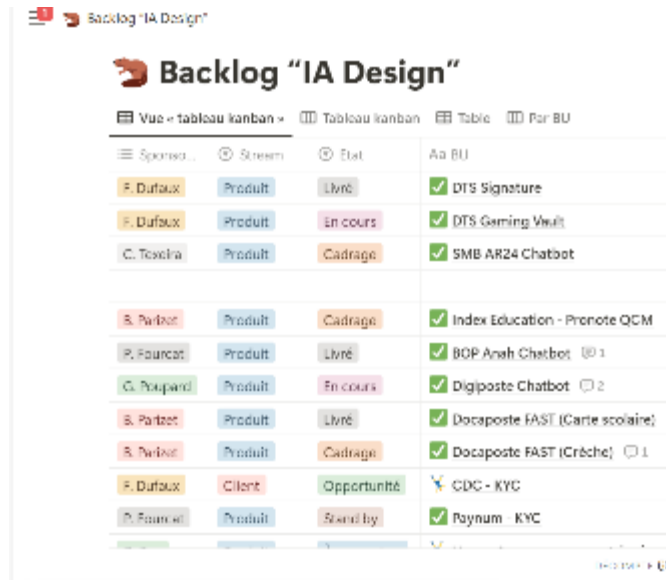 1
Backlog "IA Design"
Backlog “IA Design”
Vue « tableau kanban » Tableau kanban Table Par BU
Sponso... Stream État Aa BU
F. Dufaux Produit Livré DTS Signature
F. Dufaux Produit En cours DTS Gaming Vault
C. Texeira Produit Cadrage SMB AR24 Chatbot
B. Parizet Produit Cadrage Index Education - Pronote QCM
P. Fourcat Produit Livré BOP Anah Chatbot 1
G. Poupard Produit En cours Digiposte Chatbot 2
B. Parizet Produit Livré Docaposte FAST (Carte scolaire)
B. Parizet Produit Cadrage Docaposte FAST (Crèche) 1
F. Dufaux Client Opportunité CDC - KYC
P. Fourcat Produit Stand by Paynum - KYC